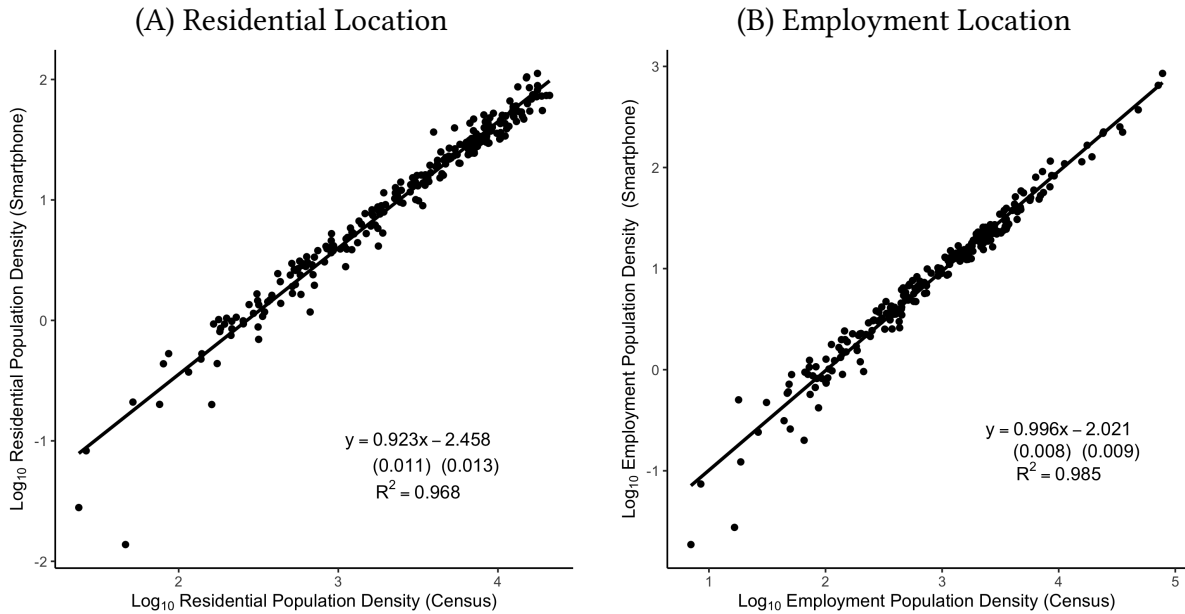 (A) Residential Location
Log10 Residential Population Density (Smartphone)
2
1
0
-1
-2
y = 0.923x − 2.458
(0.011) (0.013)
R2 = 0.968
2
3
4
Log10 Residential Population Density (Census)
(B) Employment Location
Log10 Employment Population Density (Smartphone)
3
2
1
0
-1
y = 0.996x − 2.021
(0.008) (0.009)
R2 = 0.985
1
2
3
4
5
Log10 Employment Population Density (Census)